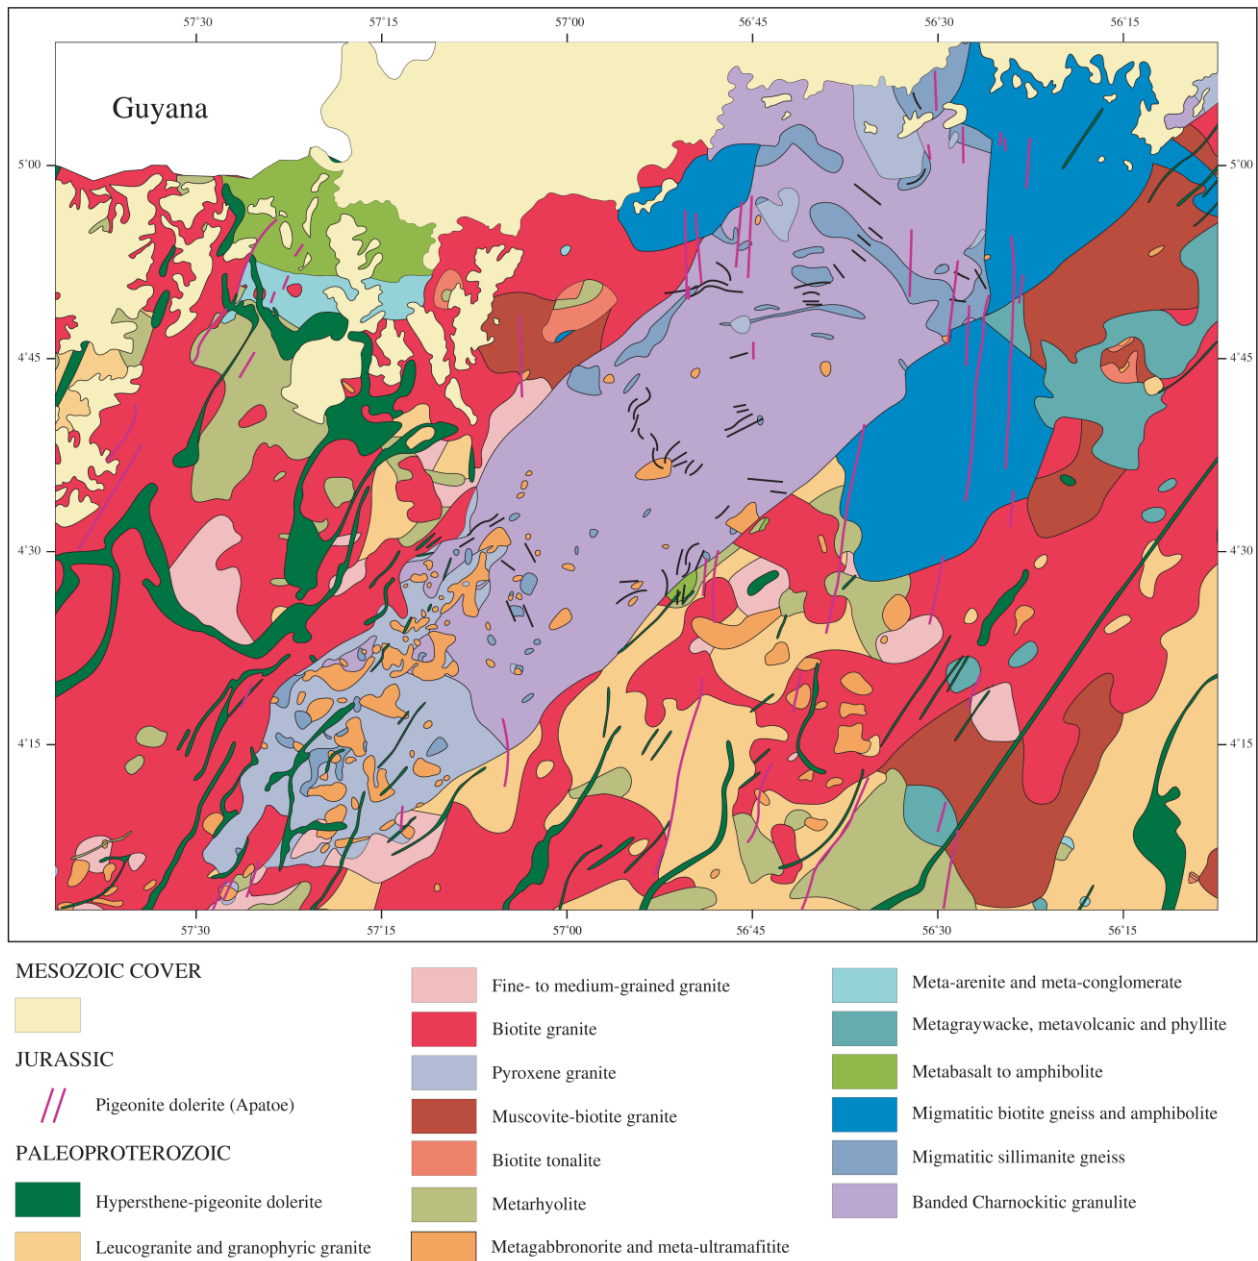 57°30 57°15 57°00 56°45 56°30 56°15
Guyana
5°00 5°00
4°45 4°45
4°30 4°30
4°15 4°15
57°30 57°15 57°00 56°45 56°30 56°15
MESOZOIC COVER
JURASSIC
Pigeonite dolerite (Apatoe)
PALEOPROTEROZOIC
Hypersthene-pigeonite dolerite
Leucogranite and granophyric granite
Fine- to medium-grained granite
Biotite granite
Pyroxene granite
Muscovite-biotite granite
Biotite tonalite
Metarhyolite
Metagabbronorite and meta-ultramafitite
Meta-arenite and meta-conglomerate
Metagraywacke, metavolcanic and phyllite
Metabasalt to amphibolite
Migmatitic biotite gneiss and amphibolite
Migmatitic sillimanite gneiss
Banded Charnockitic granulite